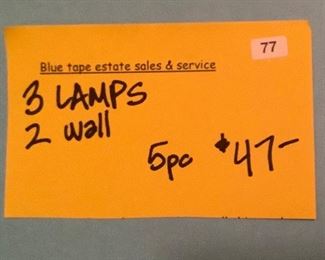 77
Blue tape estate sales & service
3 LAMPS
2 wall
5pc $47-